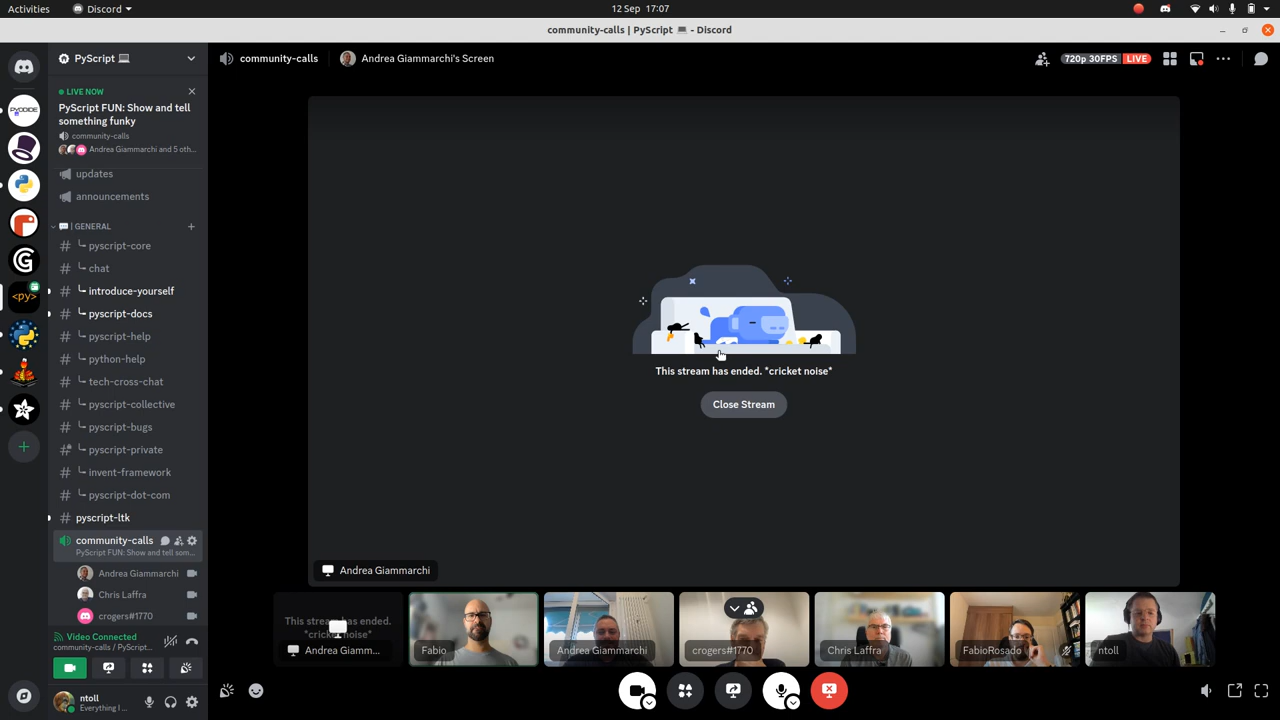 Activities
Discord
12 Sep 17:07
community-calls | PyScript 💻 - Discord
PyScript 💻
LIVE NOW
PyScript FUN: Show and tell
something funky
community-calls
Andrea Giammarchi and 5 oth...
updates
announcements
💬 | GENERAL
pyscript-core
chat
introduce-yourself
pyscript-docs
pyscript-help
python-help
tech-cross-chat
pyscript-collective
pyscript-bugs
pyscript-private
invent-framework
pyscript-dot-com
pyscript-ltk
community-calls
PyScript FUN: Show and tell som...
Andrea Giammarchi
Chris Laffra
crogers#1770
Video Connected
community-calls / PyScript...
ntoll
Everything I ...
PYODIDE
<py>
community-calls
Andrea Giammarchi's Screen
720p 30FPS LIVE
This stream has ended. *cricket noise*
Close Stream
Andrea Giammarchi
This stream has ended.
*cricket noise*
Andrea Giamm...
Fabio
Andrea Giammarchi
crogers#1770
Chris Laffra
FabioRosado
ntoll